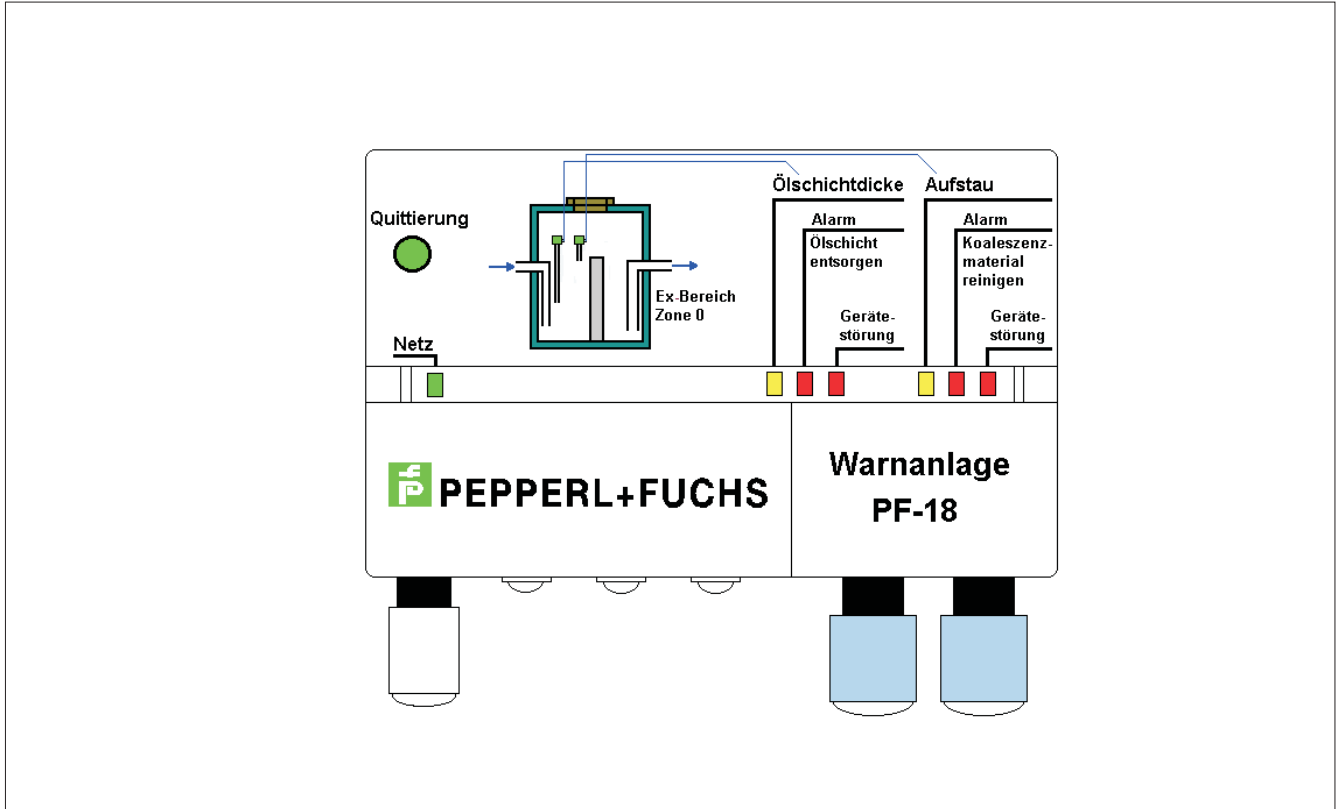 Quittierung
Netz
Ex-Bereich
Zone 0
Ölschichtdicke
Alarm
Ölschicht
entsorgen
Geräte-
störung
Aufstau
Alarm
Koaleszenz-
material
reinigen
Geräte-
störung
PEPPERL+FUCHS
Warnanlage
PF-18